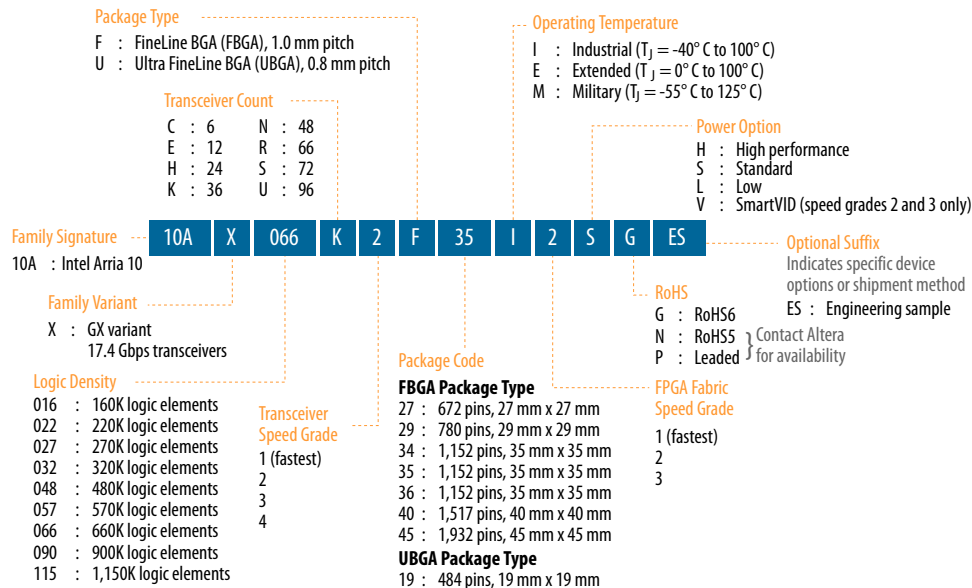 Package Type
F : FineLine BGA (FBGA), 1.0 mm pitch
U : Ultra FineLine BGA (UBGA), 0.8 mm pitch
Operating Temperature
I : Industrial (TJ = -40° C to 100° C)
E : Extended (TJ = 0° C to 100° C)
M : Military (TJ = -55° C to 125° C)
Transceiver Count
C : 6 N : 48
E : 12 R : 66
H : 24 S : 72
K : 36 U : 96
Power Option
H : High performance
S : Standard
L : Low
V : SmartVID (speed grades 2 and 3 only)
Family Signature
10A : Intel Arria 10
10A X 066 K 2 F 35 I 2 S G ES
Optional Suffix
Indicates specific device
options or shipment method
ES : Engineering sample
Family Variant
X : GX variant
17.4 Gbps transceivers
RoHS
G : RoHS6
N : RoHS5
P : Leaded
} Contact Altera
for availability
Logic Density
016 : 160K logic elements
022 : 220K logic elements
027 : 270K logic elements
032 : 320K logic elements
048 : 480K logic elements
057 : 570K logic elements
066 : 660K logic elements
090 : 900K logic elements
115 : 1,150K logic elements
Transceiver
Speed Grade
1 (fastest)
2
3
4
Package Code
FBGA Package Type
27 : 672 pins, 27 mm x 27 mm
29 : 780 pins, 29 mm x 29 mm
34 : 1,152 pins, 35 mm x 35 mm
35 : 1,152 pins, 35 mm x 35 mm
36 : 1,152 pins, 35 mm x 35 mm
40 : 1,517 pins, 40 mm x 40 mm
45 : 1,932 pins, 45 mm x 45 mm
UBGA Package Type
19 : 484 pins, 19 mm x 19 mm
FPGA Fabric
Speed Grade
1 (fastest)
2
3